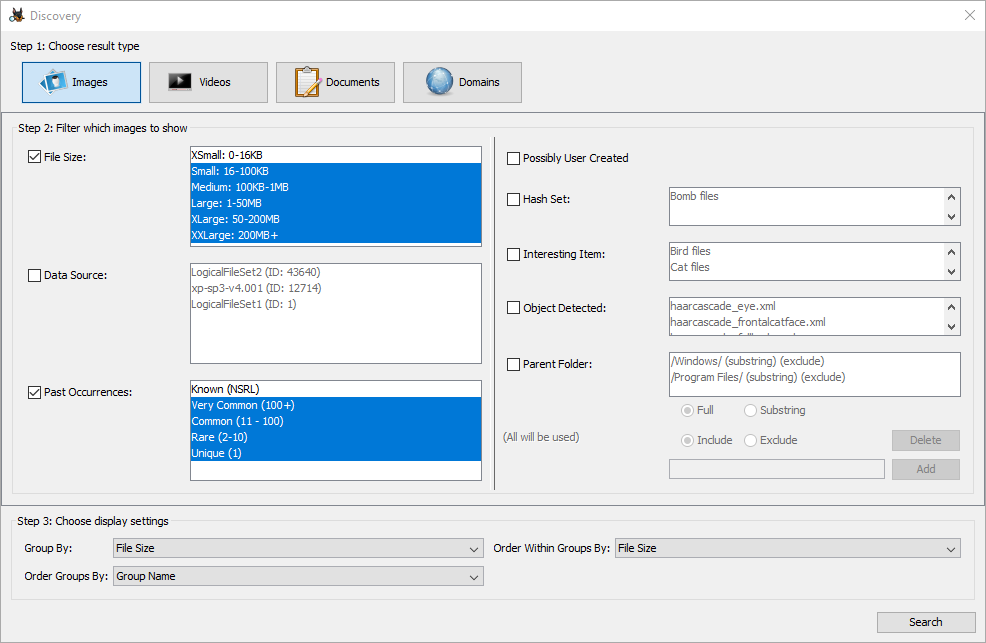 Discovery
Step 1: Choose result type
Images
Videos
Documents
Domains
Step 2: Filter which images to show
File Size:
XSmall: 0-16KB
Small: 16-100KB
Medium: 100KB-1MB
Large: 1-50MB
XLarge: 50-200MB
XXLarge: 200MB+
Data Source:
LogicalFileSet2 (ID: 43640)
xp-sp3-v4.001 (ID: 12714)
LogicalFileSet1 (ID: 1)
Past Occurrences:
Known (NSRL)
Very Common (100+)
Common (11 - 100)
Rare (2-10)
Unique (1)
Possibly User Created
Hash Set:
Bomb files
Interesting Item:
Bird files
Cat files
Object Detected:
haarcascade_eye.xml
haarcascade_frontalcatface.xml
Parent Folder:
/Windows/ (substring) (exclude)
/Program Files/ (substring) (exclude)
Full
Substring
(All will be used)
Include
Exclude
Delete
Add
Step 3: Choose display settings
Group By:
File Size
Order Within Groups By:
File Size
Order Groups By:
Group Name
Search